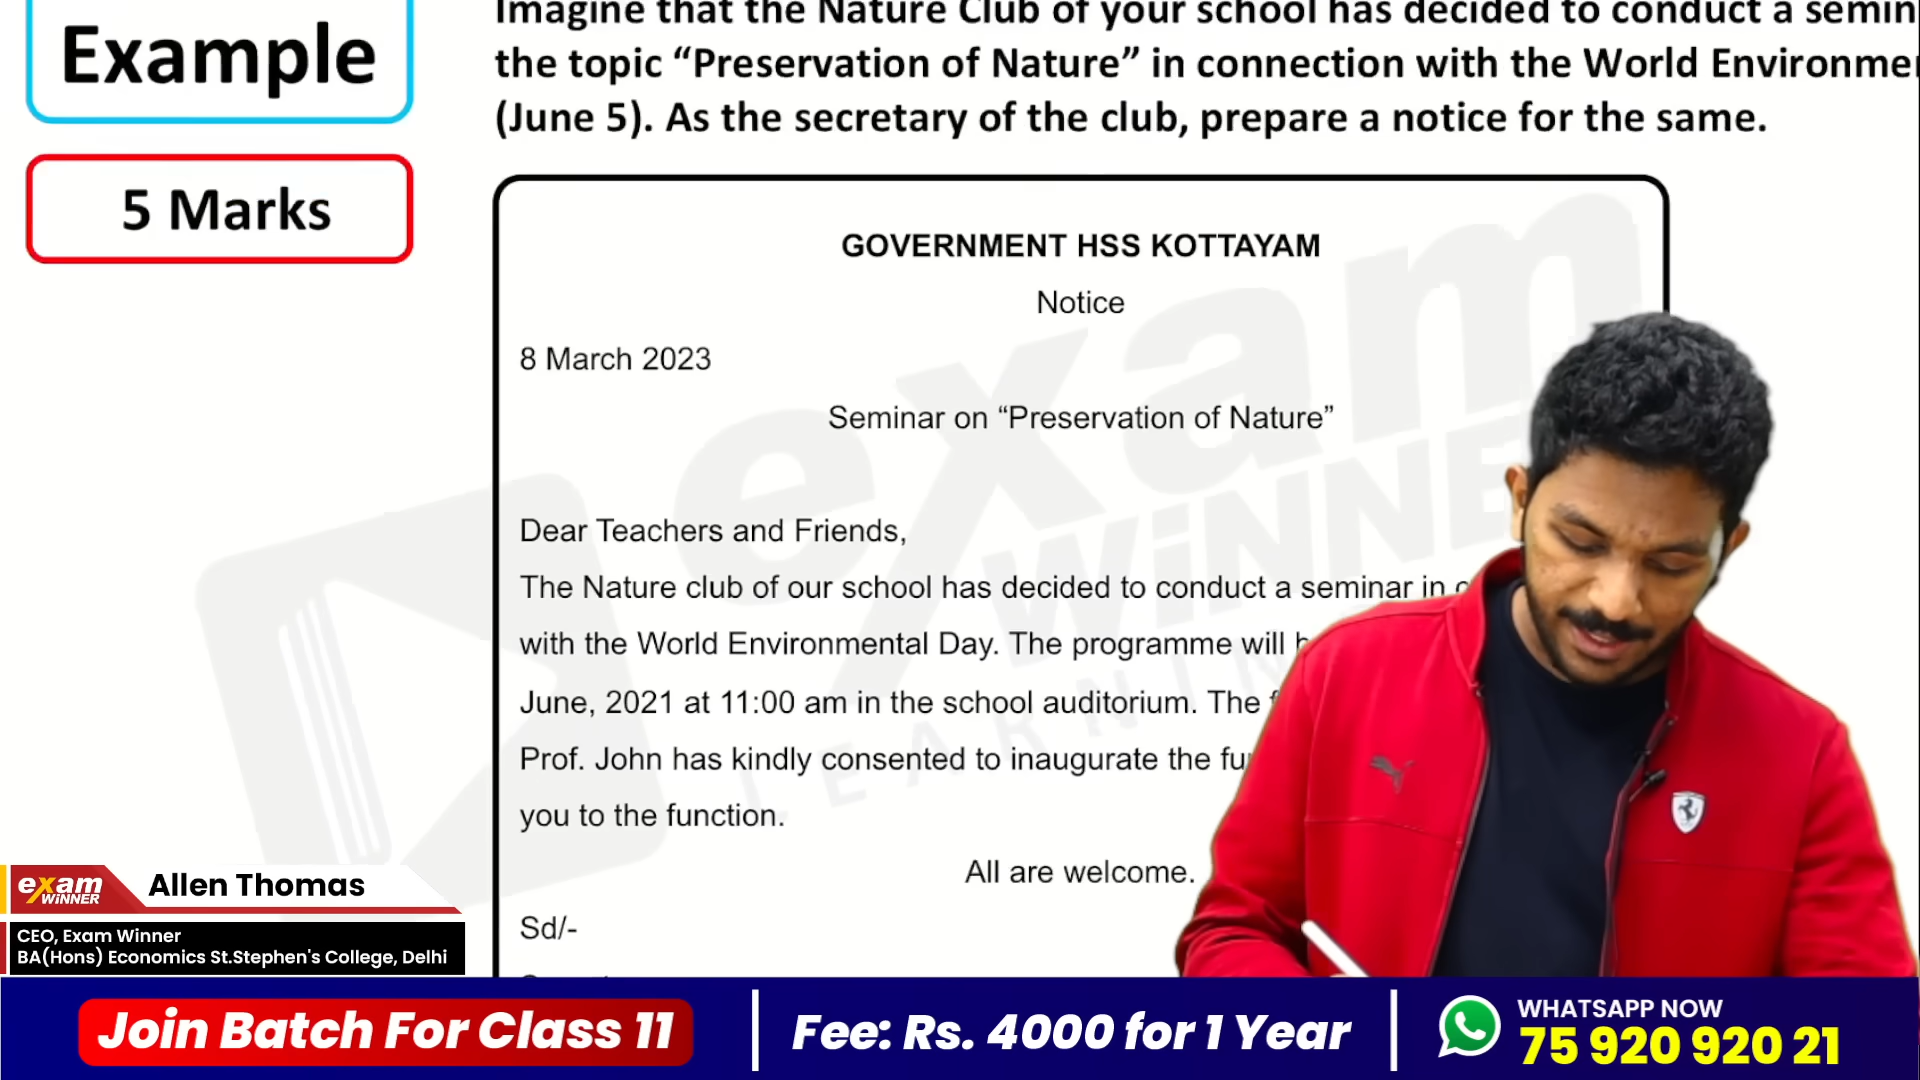 Example
5 Marks
Imagine that the Nature Club of your school has decided to conduct a
the topic “Preservation of Nature” in connection with the World
(June 5). As the secretary of the club, prepare a notice for the same.
GOVERNMENT HSS KOTTAYAM
Notice
8 March 2023
Seminar on “Preservation of Nature”
Dear Teachers and Friends,
The Nature club of our school has decided to conduct a seminar in
with the World Environmental Day. The programme will
June, 2021 at 11:00 am in the school auditorium. The
Prof. John has kindly consented to inaugurate the
you to the function.
All are welcome.
Sd/-
exam
WiNNER
LEARNIN
exam
WiNNER
Allen Thomas
CEO, Exam Winner
BA(Hons) Economics St.Stephen's College, Delhi
Join Batch For Class 11
Fee: Rs. 4000 for 1 Year
WHATSAPP NOW
75 920 920 21